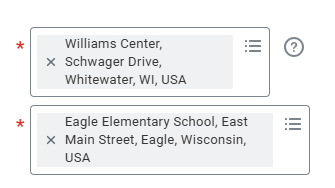 * × Williams Center,
Schwager Drive,
Whitewater, WI, USA
?
* × Eagle Elementary School, East
Main Street, Eagle, Wisconsin,
USA